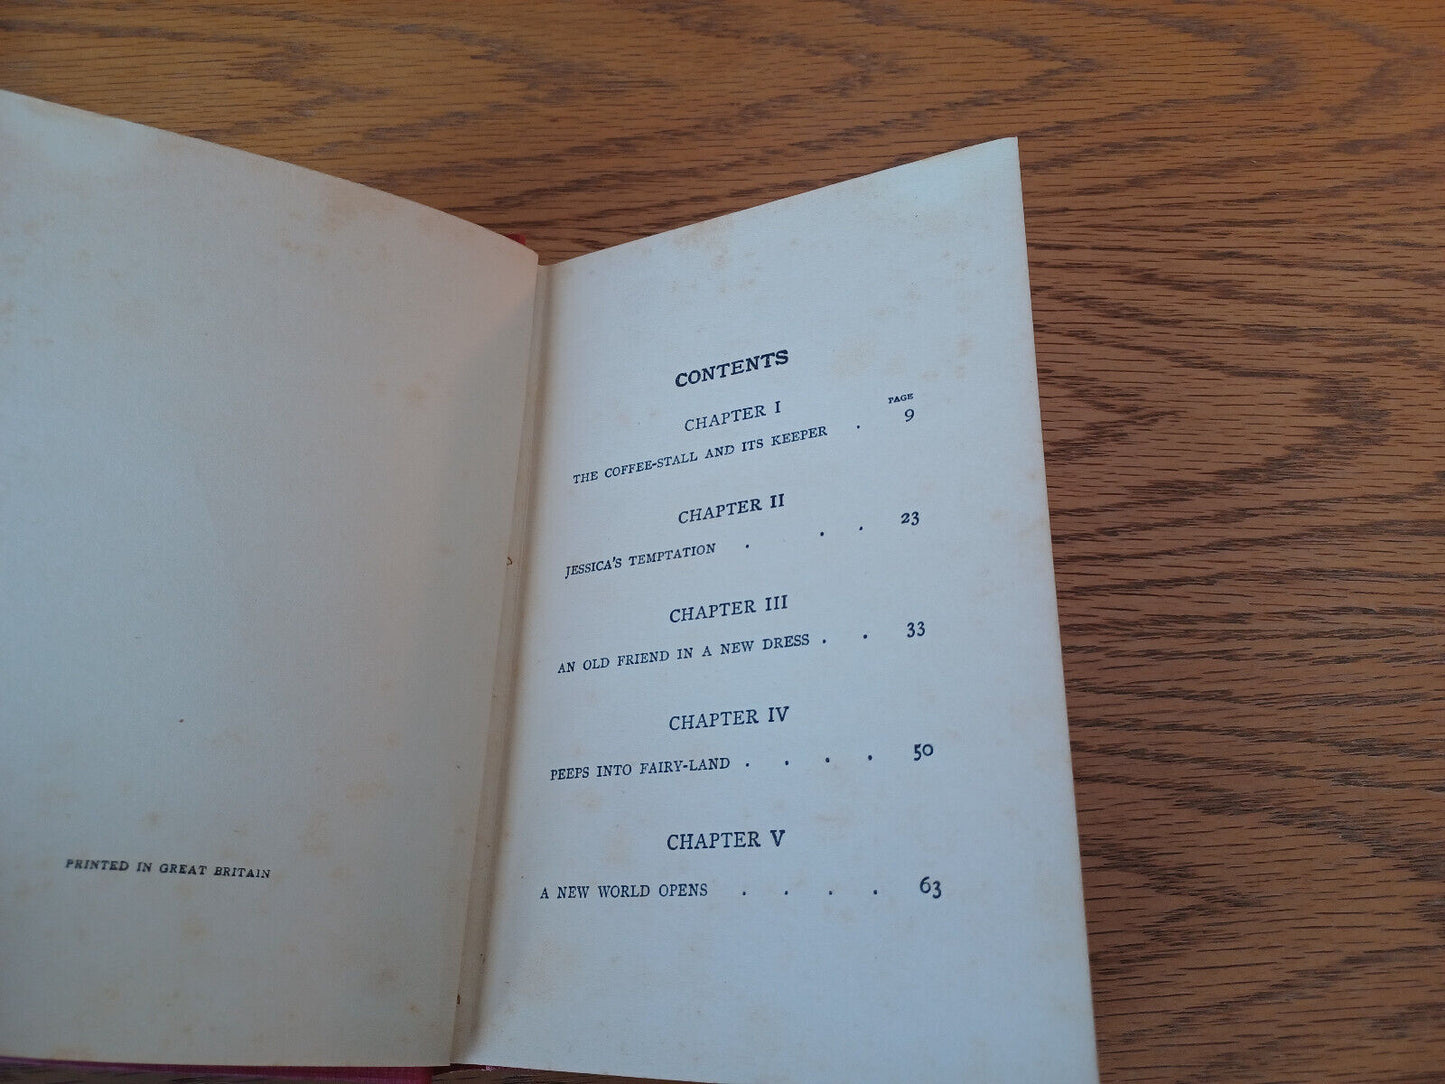 PRINTED IN GREAT BRITAIN
CONTENTS
CHAPTER I
PAGE
THE COFFEE-STALL AND ITS KEEPER . 9
CHAPTER II
JESSICA'S TEMPTATION . . . 23
CHAPTER III
AN OLD FRIEND IN A NEW DRESS . . 33
CHAPTER IV
PEEPS INTO FAIRY-LAND . . . . 50
CHAPTER V
A NEW WORLD OPENS . . . . 63